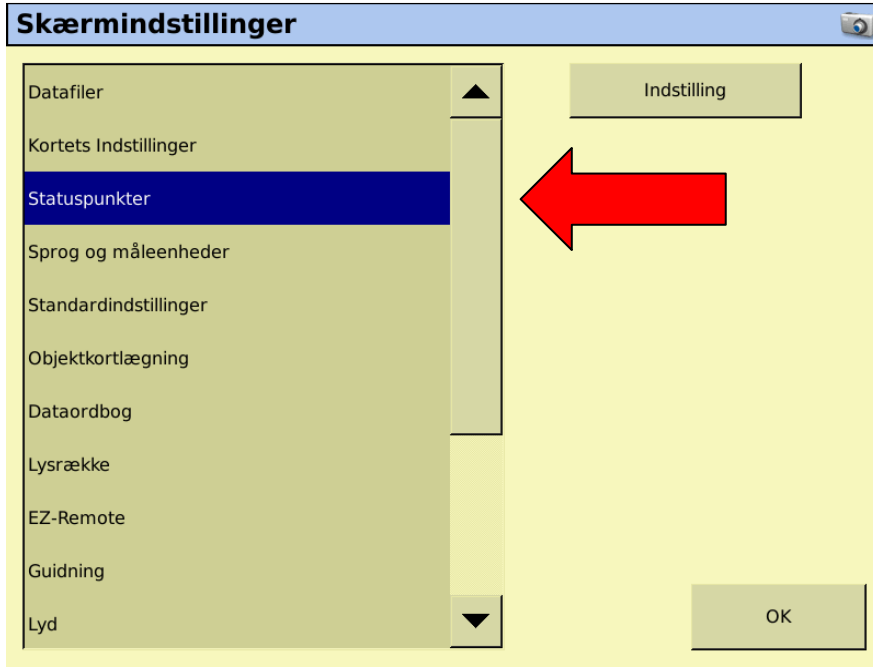 Skærmindstillinger
Datafiler
Indstilling
Kortets Indstillinger
Statuspunkter
Sprog og måleenheder
Standardindstillinger
Objektkortlægning
Dataordbog
Lysrække
EZ-Remote
Guidning
Lyd
OK